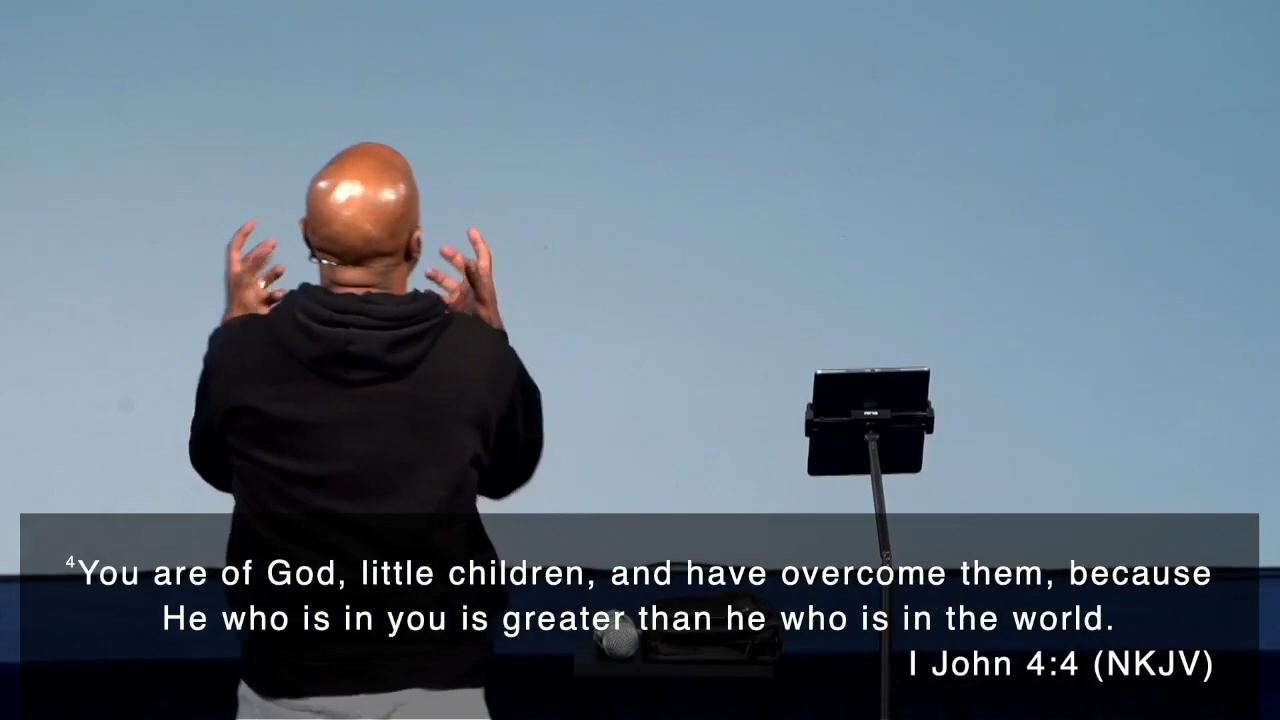 ⁴You are of God, little children, and have overcome them, because
He who is in you is greater than he who is in the world.
I John 4:4 (NKJV)